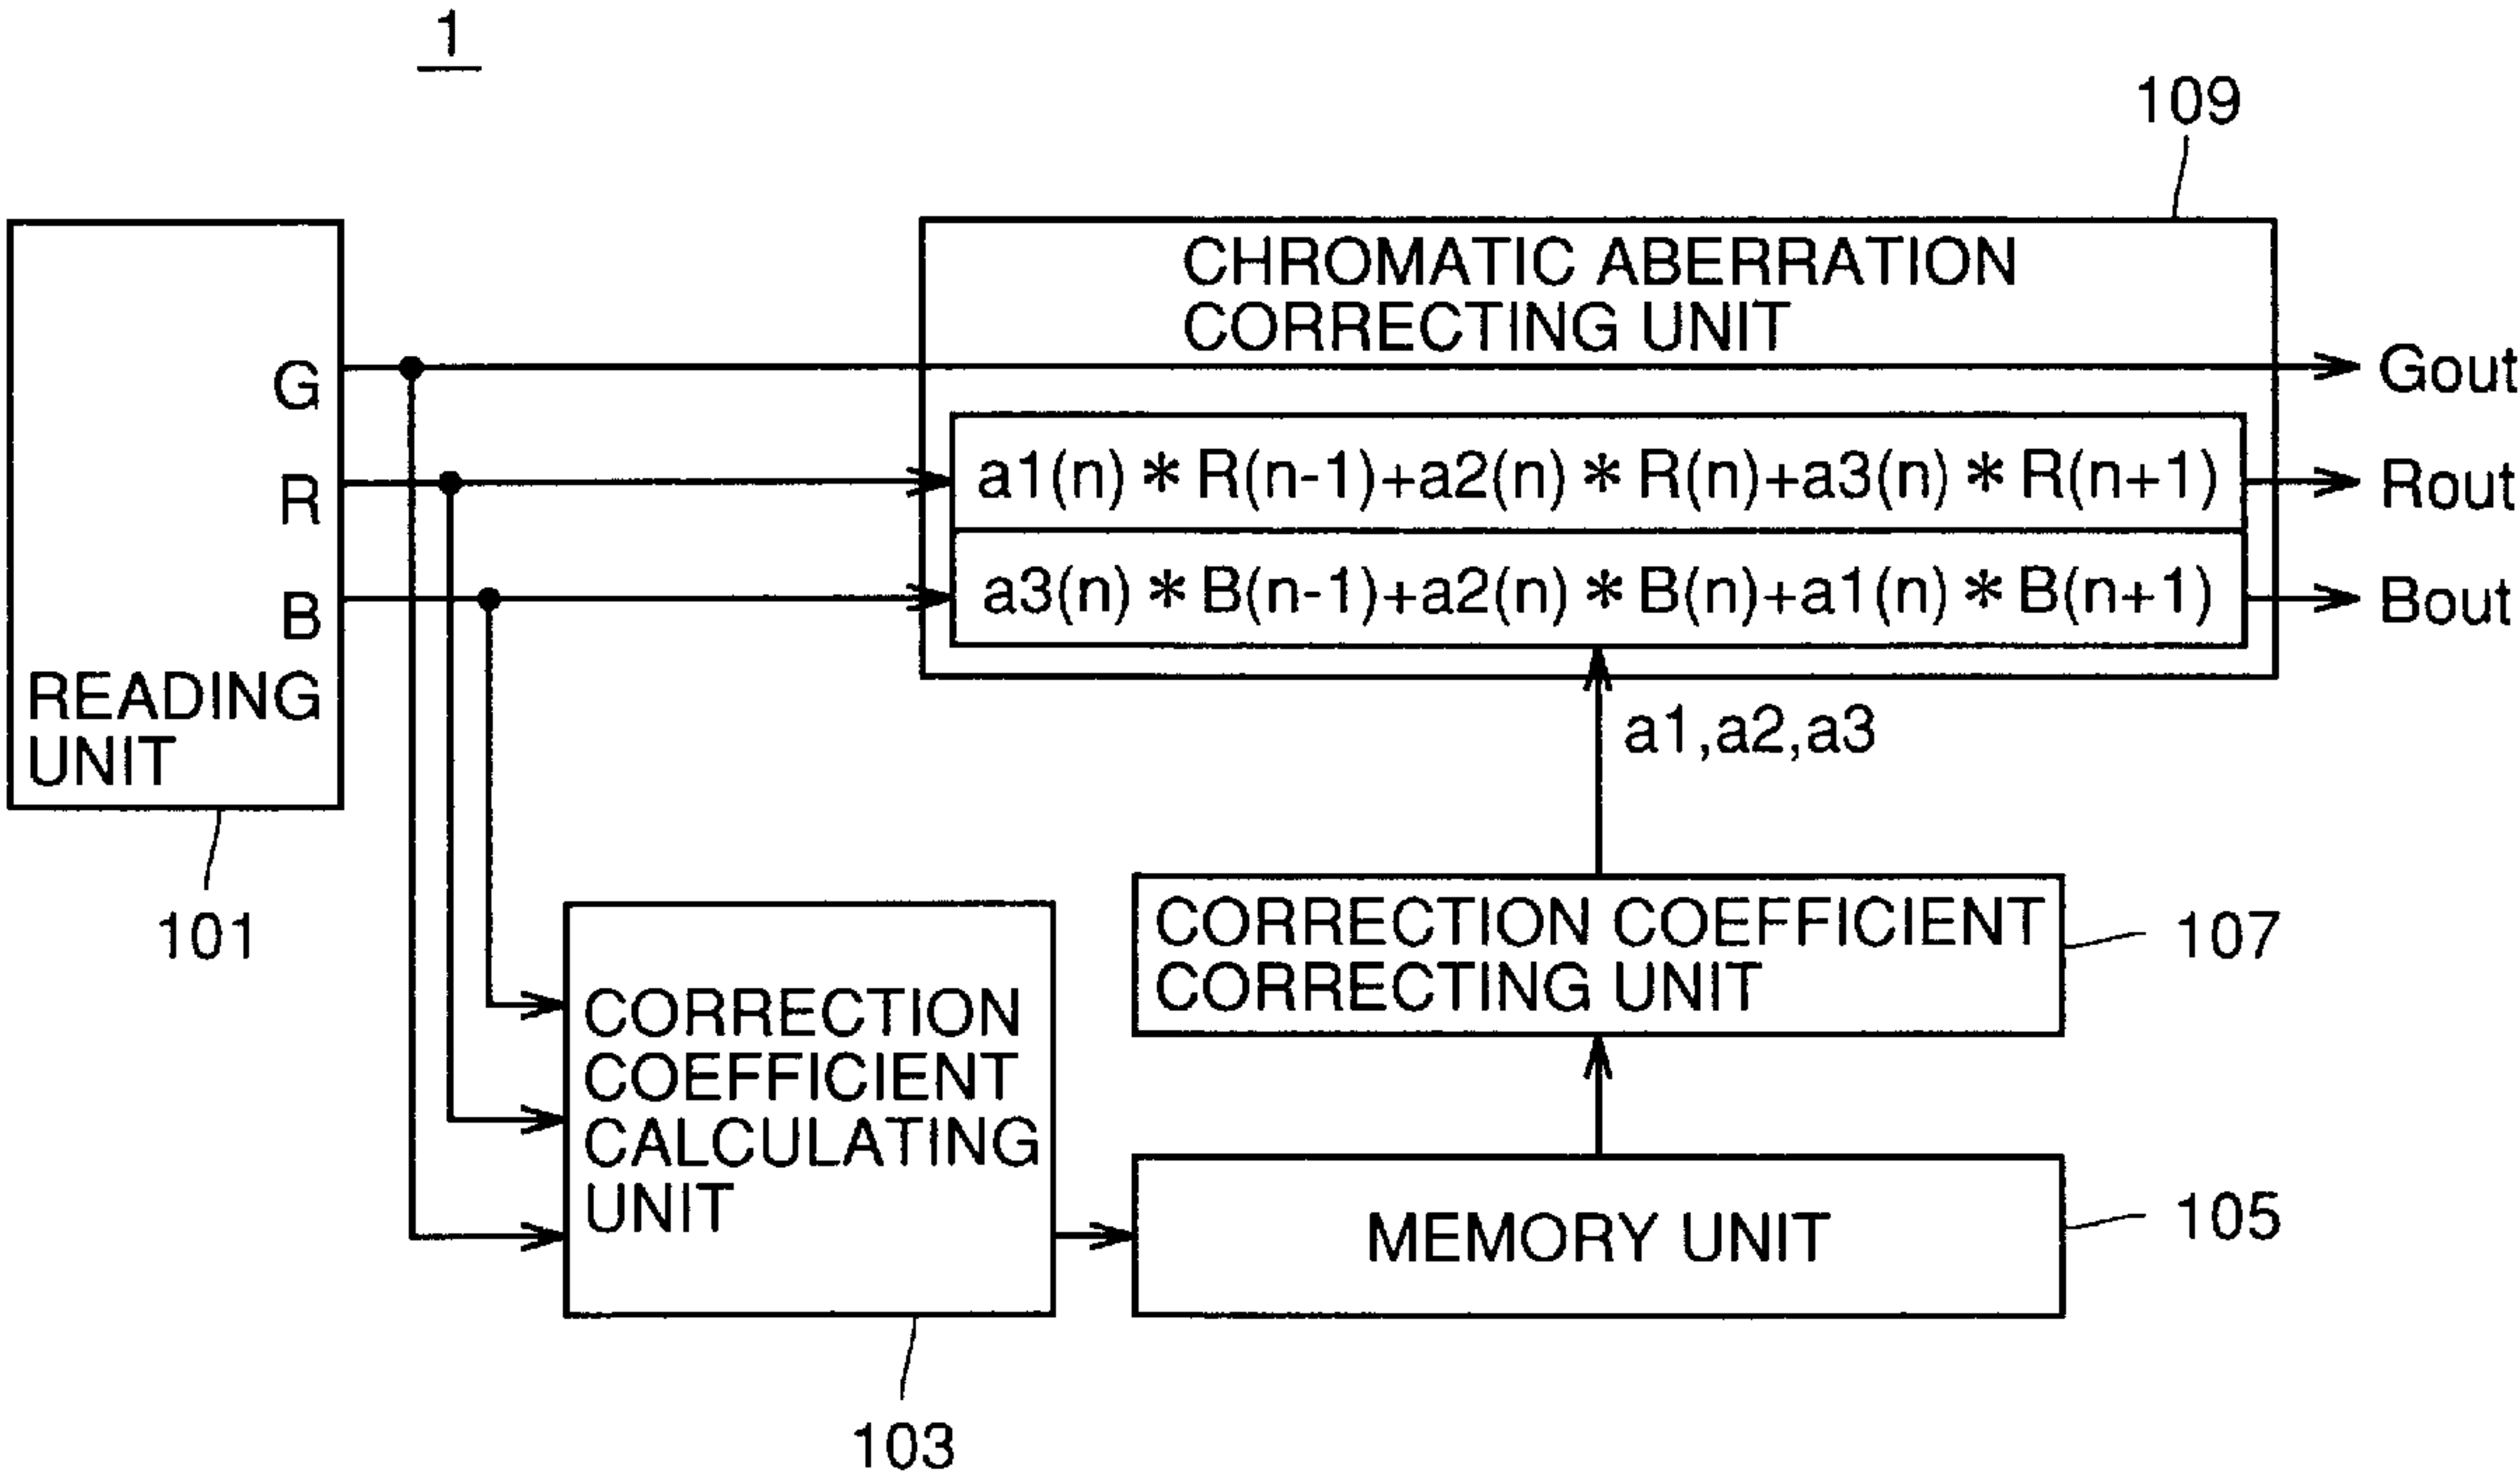 1
109
CHROMATIC ABERRATION
CORRECTING UNIT
G
Gout
R
a1(n) * R(n-1)+a2(n) * R(n)+a3(n) * R(n+1)
Rout
B
a3(n) * B(n-1)+a2(n) * B(n)+a1(n) * B(n+1)
Bout
READING
UNIT
a1,a2,a3
101
CORRECTION COEFFICIENT
CORRECTING UNIT
107
CORRECTION
COEFFICIENT
CALCULATING
UNIT
MEMORY UNIT
105
103